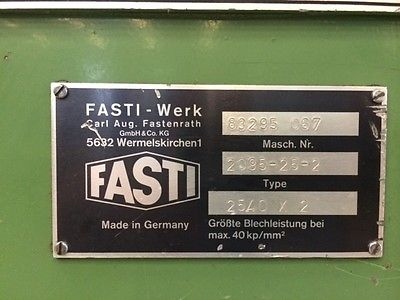 FASTI-Werk
Carl Aug. Fastenrath
GmbH & Co. KG
5632 Wermelskirchen 1
FASTI
Made in Germany
83295 037
Masch. Nr.
2095-25-2
Type
2540 X 2
Größte Blechleistung bei
max. 40 kp/mm²